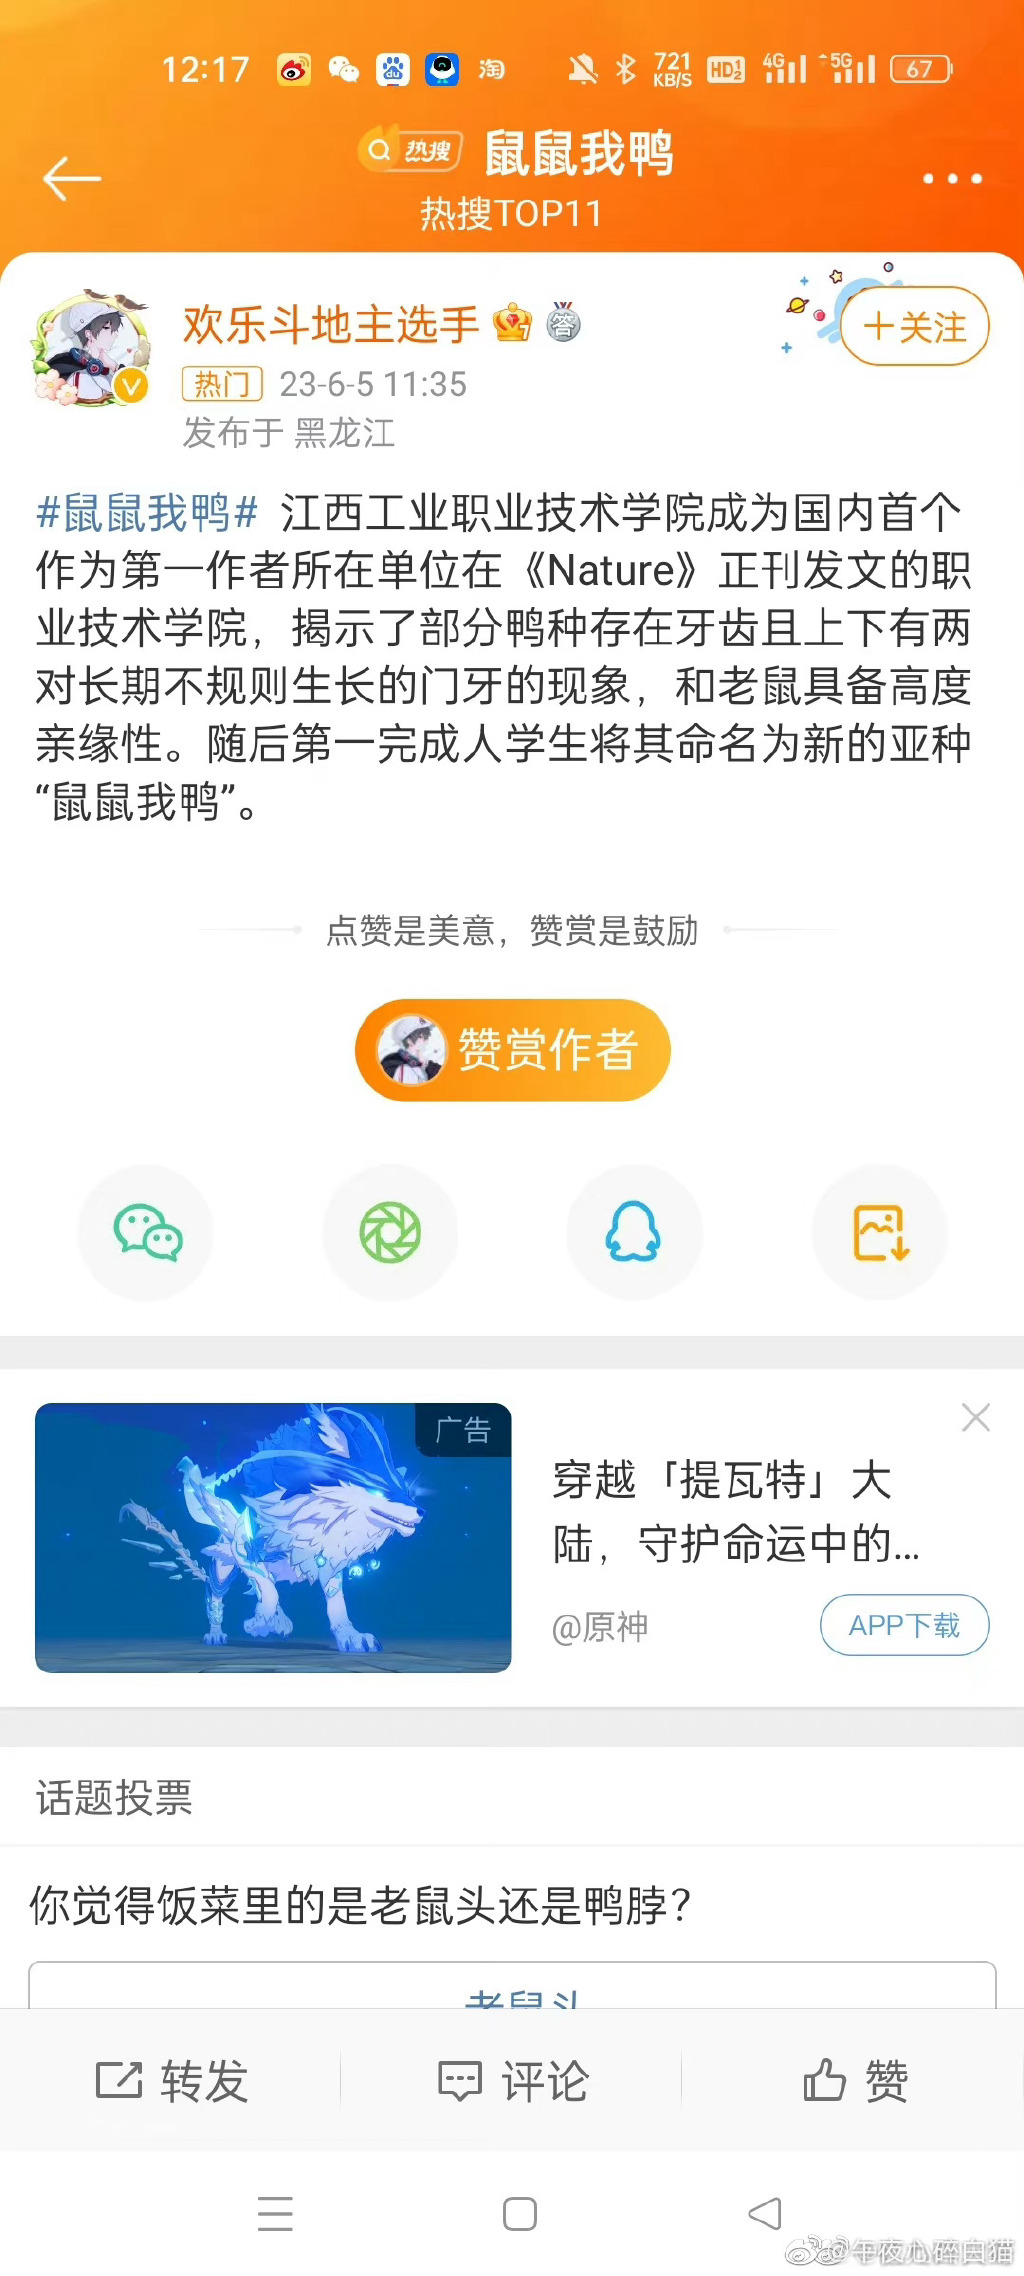 12:17 du 淘 721 KB/S HD1 2 4G 5G 67
热搜 鼠鼠我鸭
热搜TOP11
欢乐斗地主选手 答
+关注
热门 23-6-5 11:35
发布于 黑龙江
#鼠鼠我鸭# 江西工业职业技术学院成为国内首个
作为第一作者所在单位在《Nature》正刊发文的职
业技术学院，揭示了部分鸭种存在牙齿且上下有两
对长期不规则生长的门牙的现象，和老鼠具备高度
亲缘性。随后第一完成人学生将其命名为新的亚种
“鼠鼠我鸭”。
点赞是美意，赞赏是鼓励
赞赏作者
广告
穿越「提瓦特」大
陆，守护命运中的...
@原神
APP下载
话题投票
你觉得饭菜里的是老鼠头还是鸭脖？
老鼠头
转发 评论 赞
@午夜心碎白猫